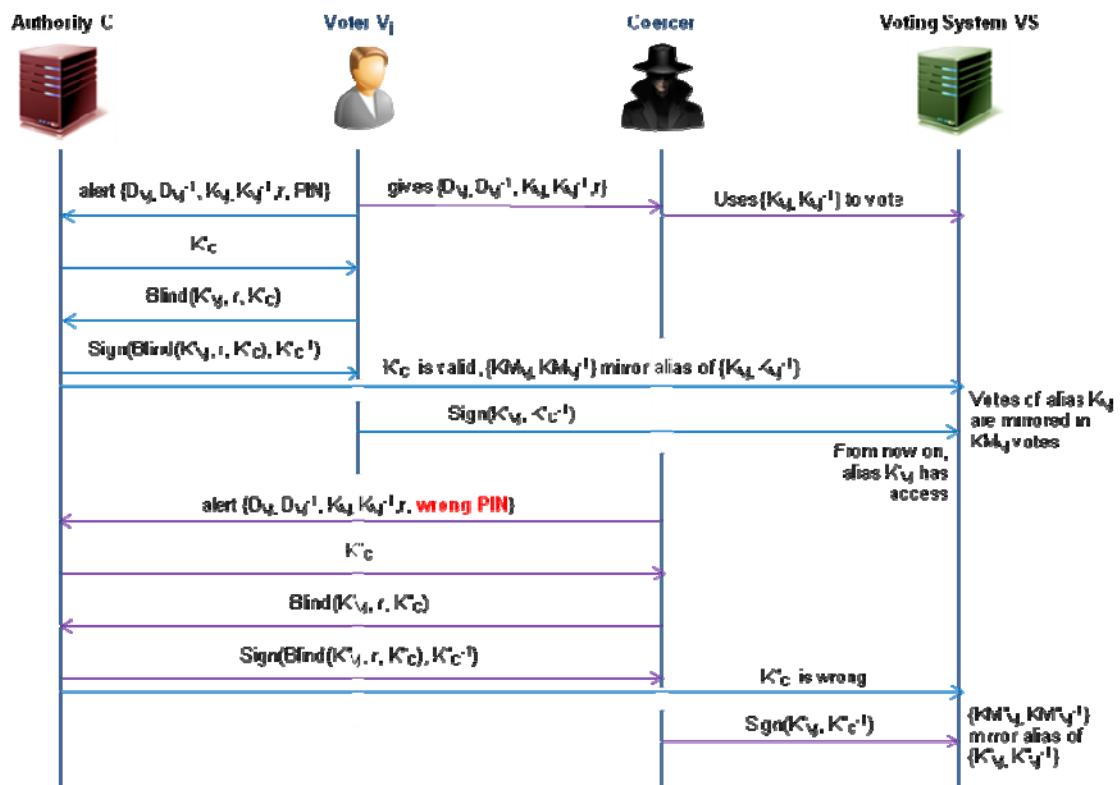 Authority C
Voter Vj
Coercer
Voting System VS
alert {DVj, DVj⁻¹, KVj, KVj⁻¹, r, PIN}
gives {DVj, DVj⁻¹, KVj, KVj⁻¹, r}
Uses {KVj, KVj⁻¹} to vote
K'C
Blind(K'Vj, r, K'C)
Sign(Blind(K'Vj, r, K'C), K'C⁻¹)
K'C is valid, {KMVj, KMVj⁻¹} mirror alias of {KVj, KVj⁻¹}
Sign(K'Vj, K'C⁻¹)
Votes of alias KVj
are mirrored in
KMVj votes
From now on,
alias K'Vj has
access
alert {DVj, DVj⁻¹, KVj, KVj⁻¹, r, wrong PIN}
K''C
Blind(K''Vj, r, K''C)
Sign(Blind(K''Vj, r, K''C), K''C⁻¹)
K''C is wrong
Sign(K''Vj, K''C⁻¹)
{KM''Vj, KM''Vj⁻¹}
mirror alias of
{K''Vj, K''Vj⁻¹}